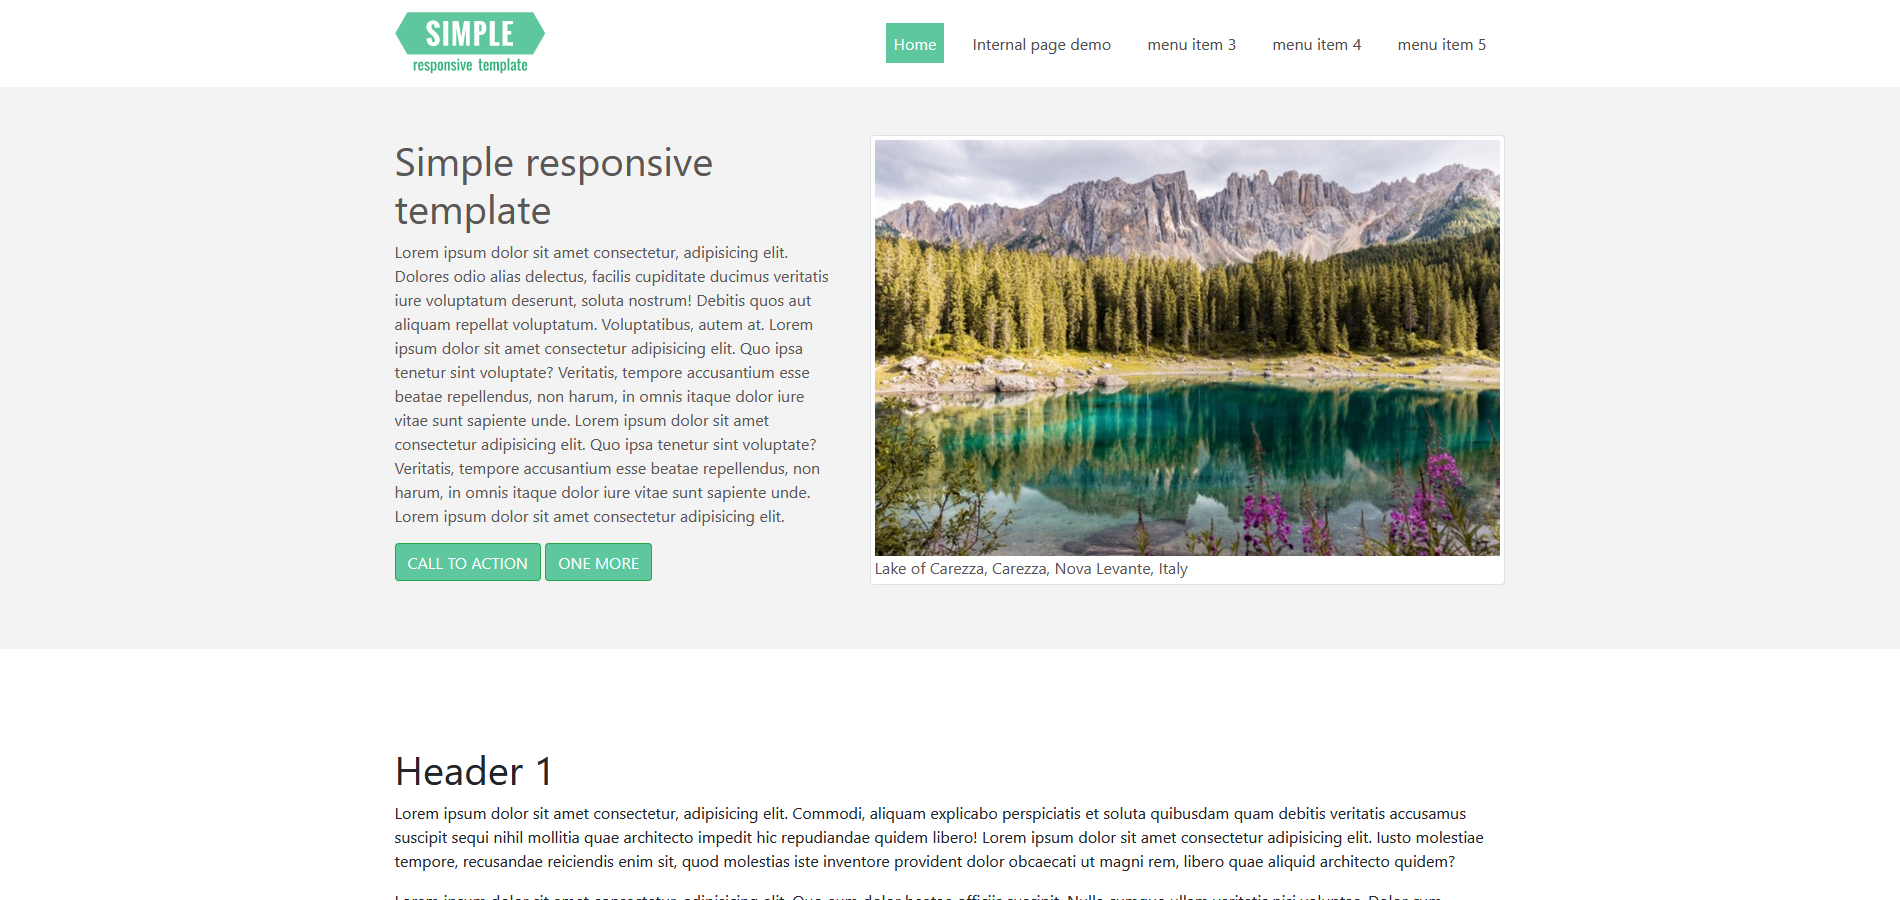 SIMPLE
responsive template
Home Internal page demo menu item 3 menu item 4 menu item 5
Simple responsive
template
Lorem ipsum dolor sit amet consectetur, adipisicing elit.
Dolores odio alias delectus, facilis cupiditate ducimus veritatis
iure voluptatum deserunt, soluta nostrum! Debitis quos aut
aliquam repellat voluptatum. Voluptatibus, autem at. Lorem
ipsum dolor sit amet consectetur adipisicing elit. Quo ipsa
tenetur sint voluptate? Veritatis, tempore accusantium esse
beatae repellendus, non harum, in omnis itaque dolor iure
vitae sunt sapiente unde. Lorem ipsum dolor sit amet
consectetur adipisicing elit. Quo ipsa tenetur sint voluptate?
Veritatis, tempore accusantium esse beatae repellendus, non
harum, in omnis itaque dolor iure vitae sunt sapiente unde.
Lorem ipsum dolor sit amet consectetur adipisicing elit.
CALL TO ACTION ONE MORE
Lake of Carezza, Carezza, Nova Levante, Italy
Header 1
Lorem ipsum dolor sit amet consectetur, adipisicing elit. Commodi, aliquam explicabo perspiciatis et soluta quibusdam quam debitis veritatis accusamus
suscipit sequi nihil mollitia quae architecto impedit hic repudiandae quidem libero! Lorem ipsum dolor sit amet consectetur adipisicing elit. Iusto molestiae
tempore, recusandae reiciendis enim sit, quod molestias iste inventore provident dolor obcaecati ut magni rem, libero quae aliquid architecto quidem?
Lorem ipsum dolor sit amet consectetur, adipisicing elit.